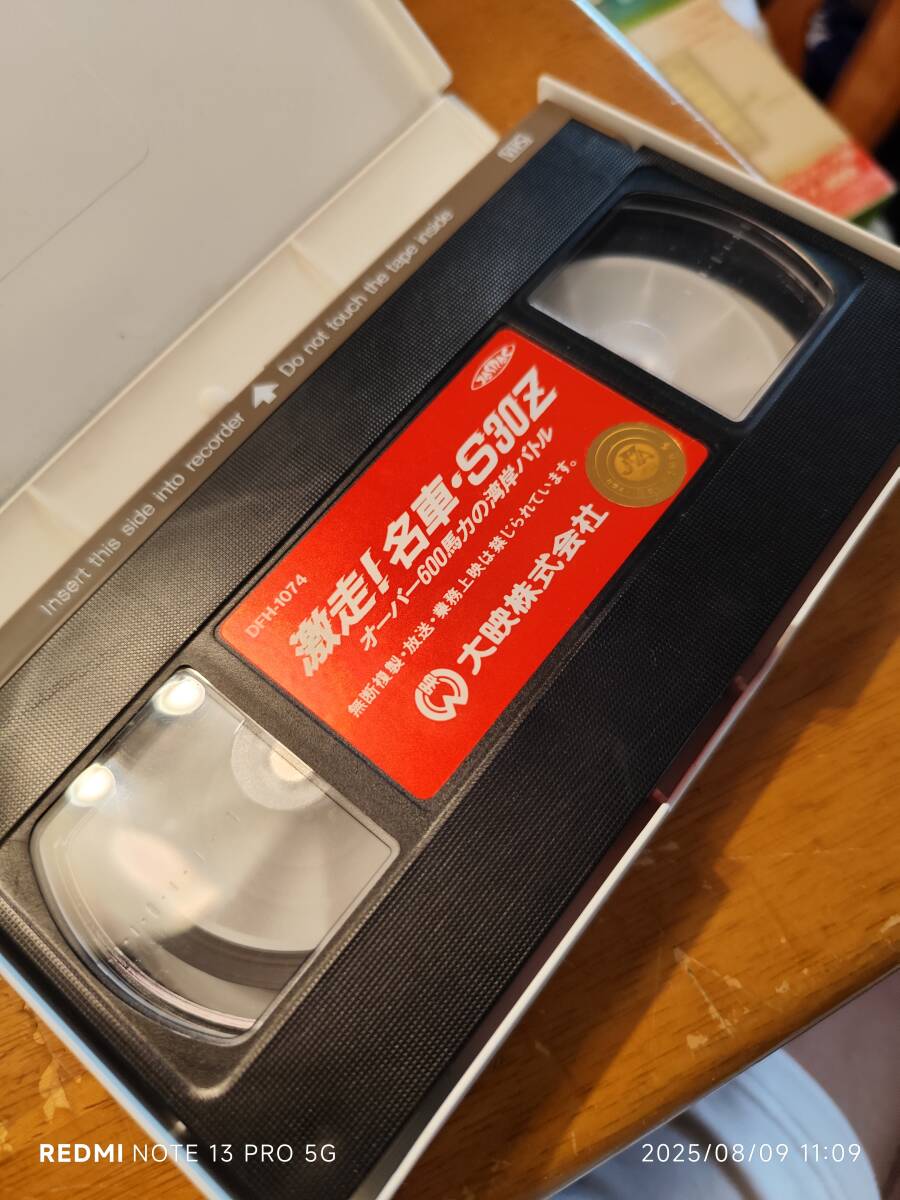 VHS
Insert this side into recorder Do not touch the tape inside
JASRAC
DFH-1074
激走!名車・S30Z
オーバー600馬力の湾岸バトル
無断複製・放送・業務上映は禁じられています。
大映株式会社
JVA
REDMI NOTE 13 PRO 5G
2025/08/09 11:09